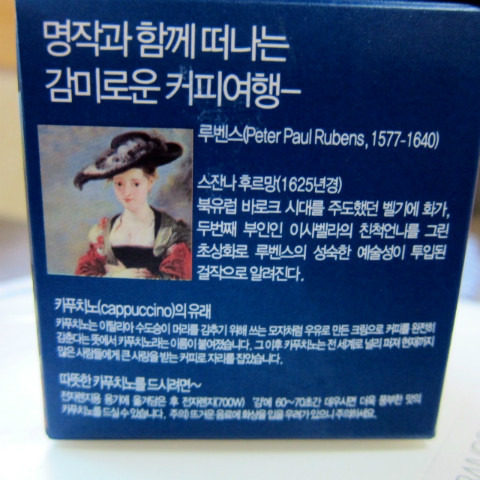 명작과 함께 떠나는
감미로운 커피여행-
루벤스(Peter Paul Rubens, 1577-1640)
스잔나 후르망(1625년경)
북유럽 바로크 시대를 주도했던 벨기에 화가,
두번째 부인인 이사벨라의 친척언니를 그린
초상화로 루벤스의 성숙한 예술성이 투입된
걸작으로 알려진다.
카푸치노(cappuccino)의 유래
카푸치노는 이탈리아 수도승이 머리를 감추기 위해 쓰는 모자처럼 우유로 만든 크림으로 커피를 완전히
감춘다는 뜻에서 카푸치노라는 이름이 붙여졌습니다. 그 이후 카푸치노는 전 세계로 널리 퍼져 현재까지
많은 사람들에게 큰 사랑을 받는 커피로 자리를 잡았습니다.
따뜻한 카푸치노를 드시려면~
전자렌지용 용기에 옮겨담은 후 전자렌지(700W) '강'에 60~70초간 데우시면 더욱 풍부한 맛의
카푸치노를 드실 수 있습니다. 주의) 뜨거운 음료에 화상을 입을 우려가 있으니 주의하세요.